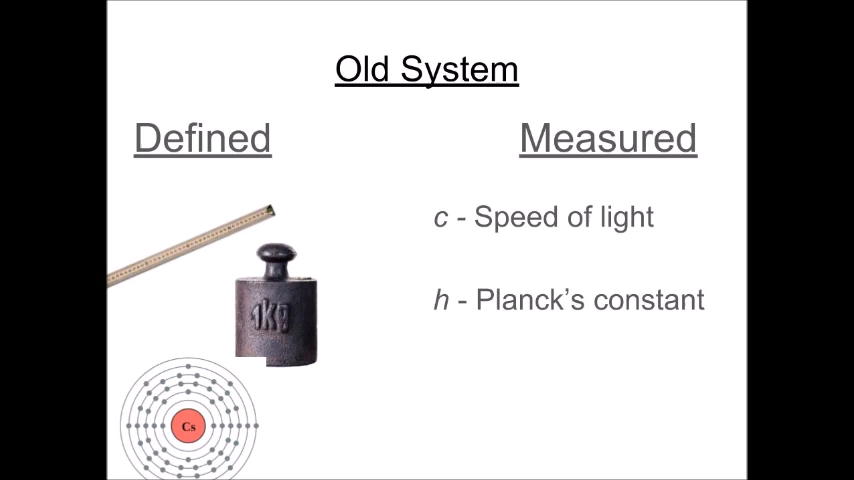 Old System
Defined
Measured
c - Speed of light
h - Planck’s constant
1kg
Cs